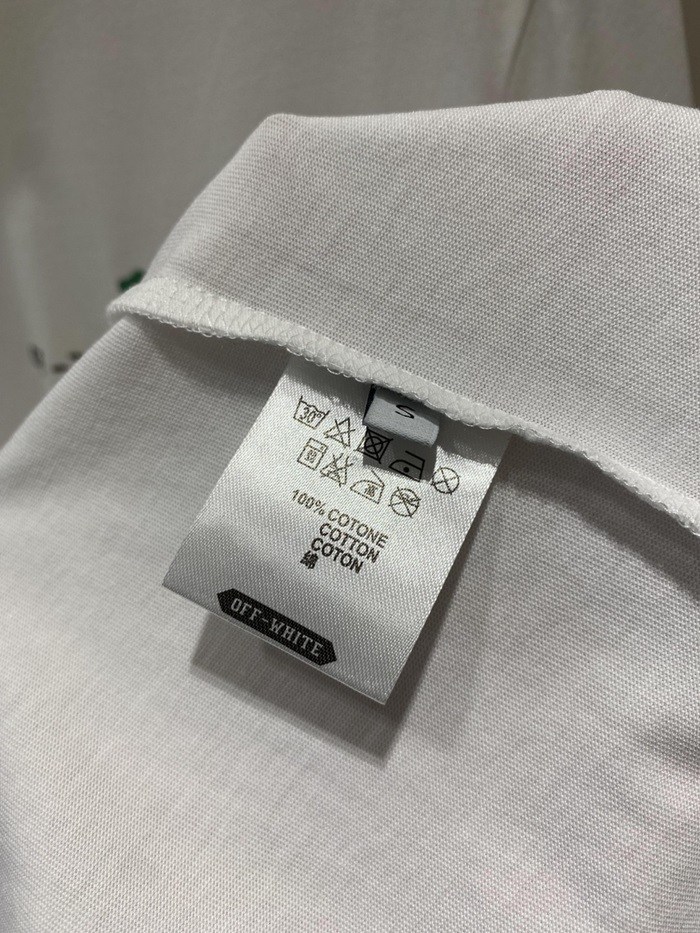 S
30°
100% COTONE
COTTON
COTON
綿
OFF-WHITE